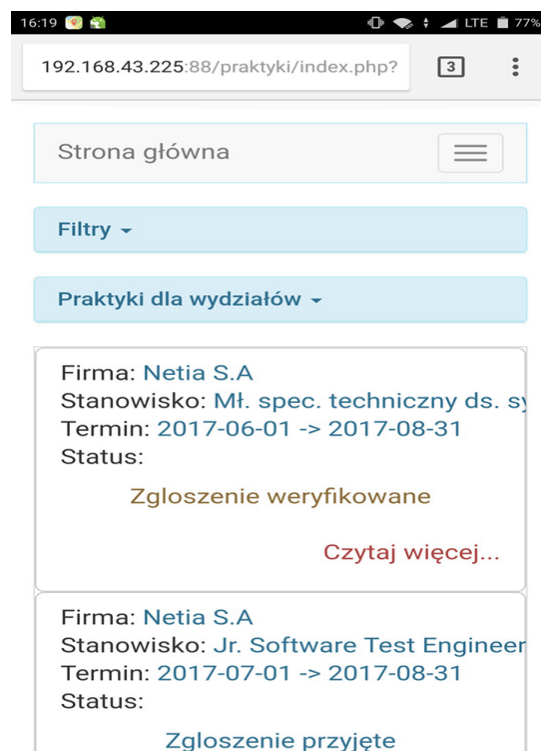 16:19 LTE 77%
192.168.43.225:88/praktyki/index.php? 3
Strona główna
Filtry
Praktyki dla wydziałów
Firma: Netia S.A
Stanowisko: Mł. spec. techniczny ds. sy
Termin: 2017-06-01 -> 2017-08-31
Status:
Zgloszenie weryfikowane
Czytaj więcej...
Firma: Netia S.A
Stanowisko: Jr. Software Test Engineer
Termin: 2017-07-01 -> 2017-08-31
Status:
Zgloszenie przyjęte